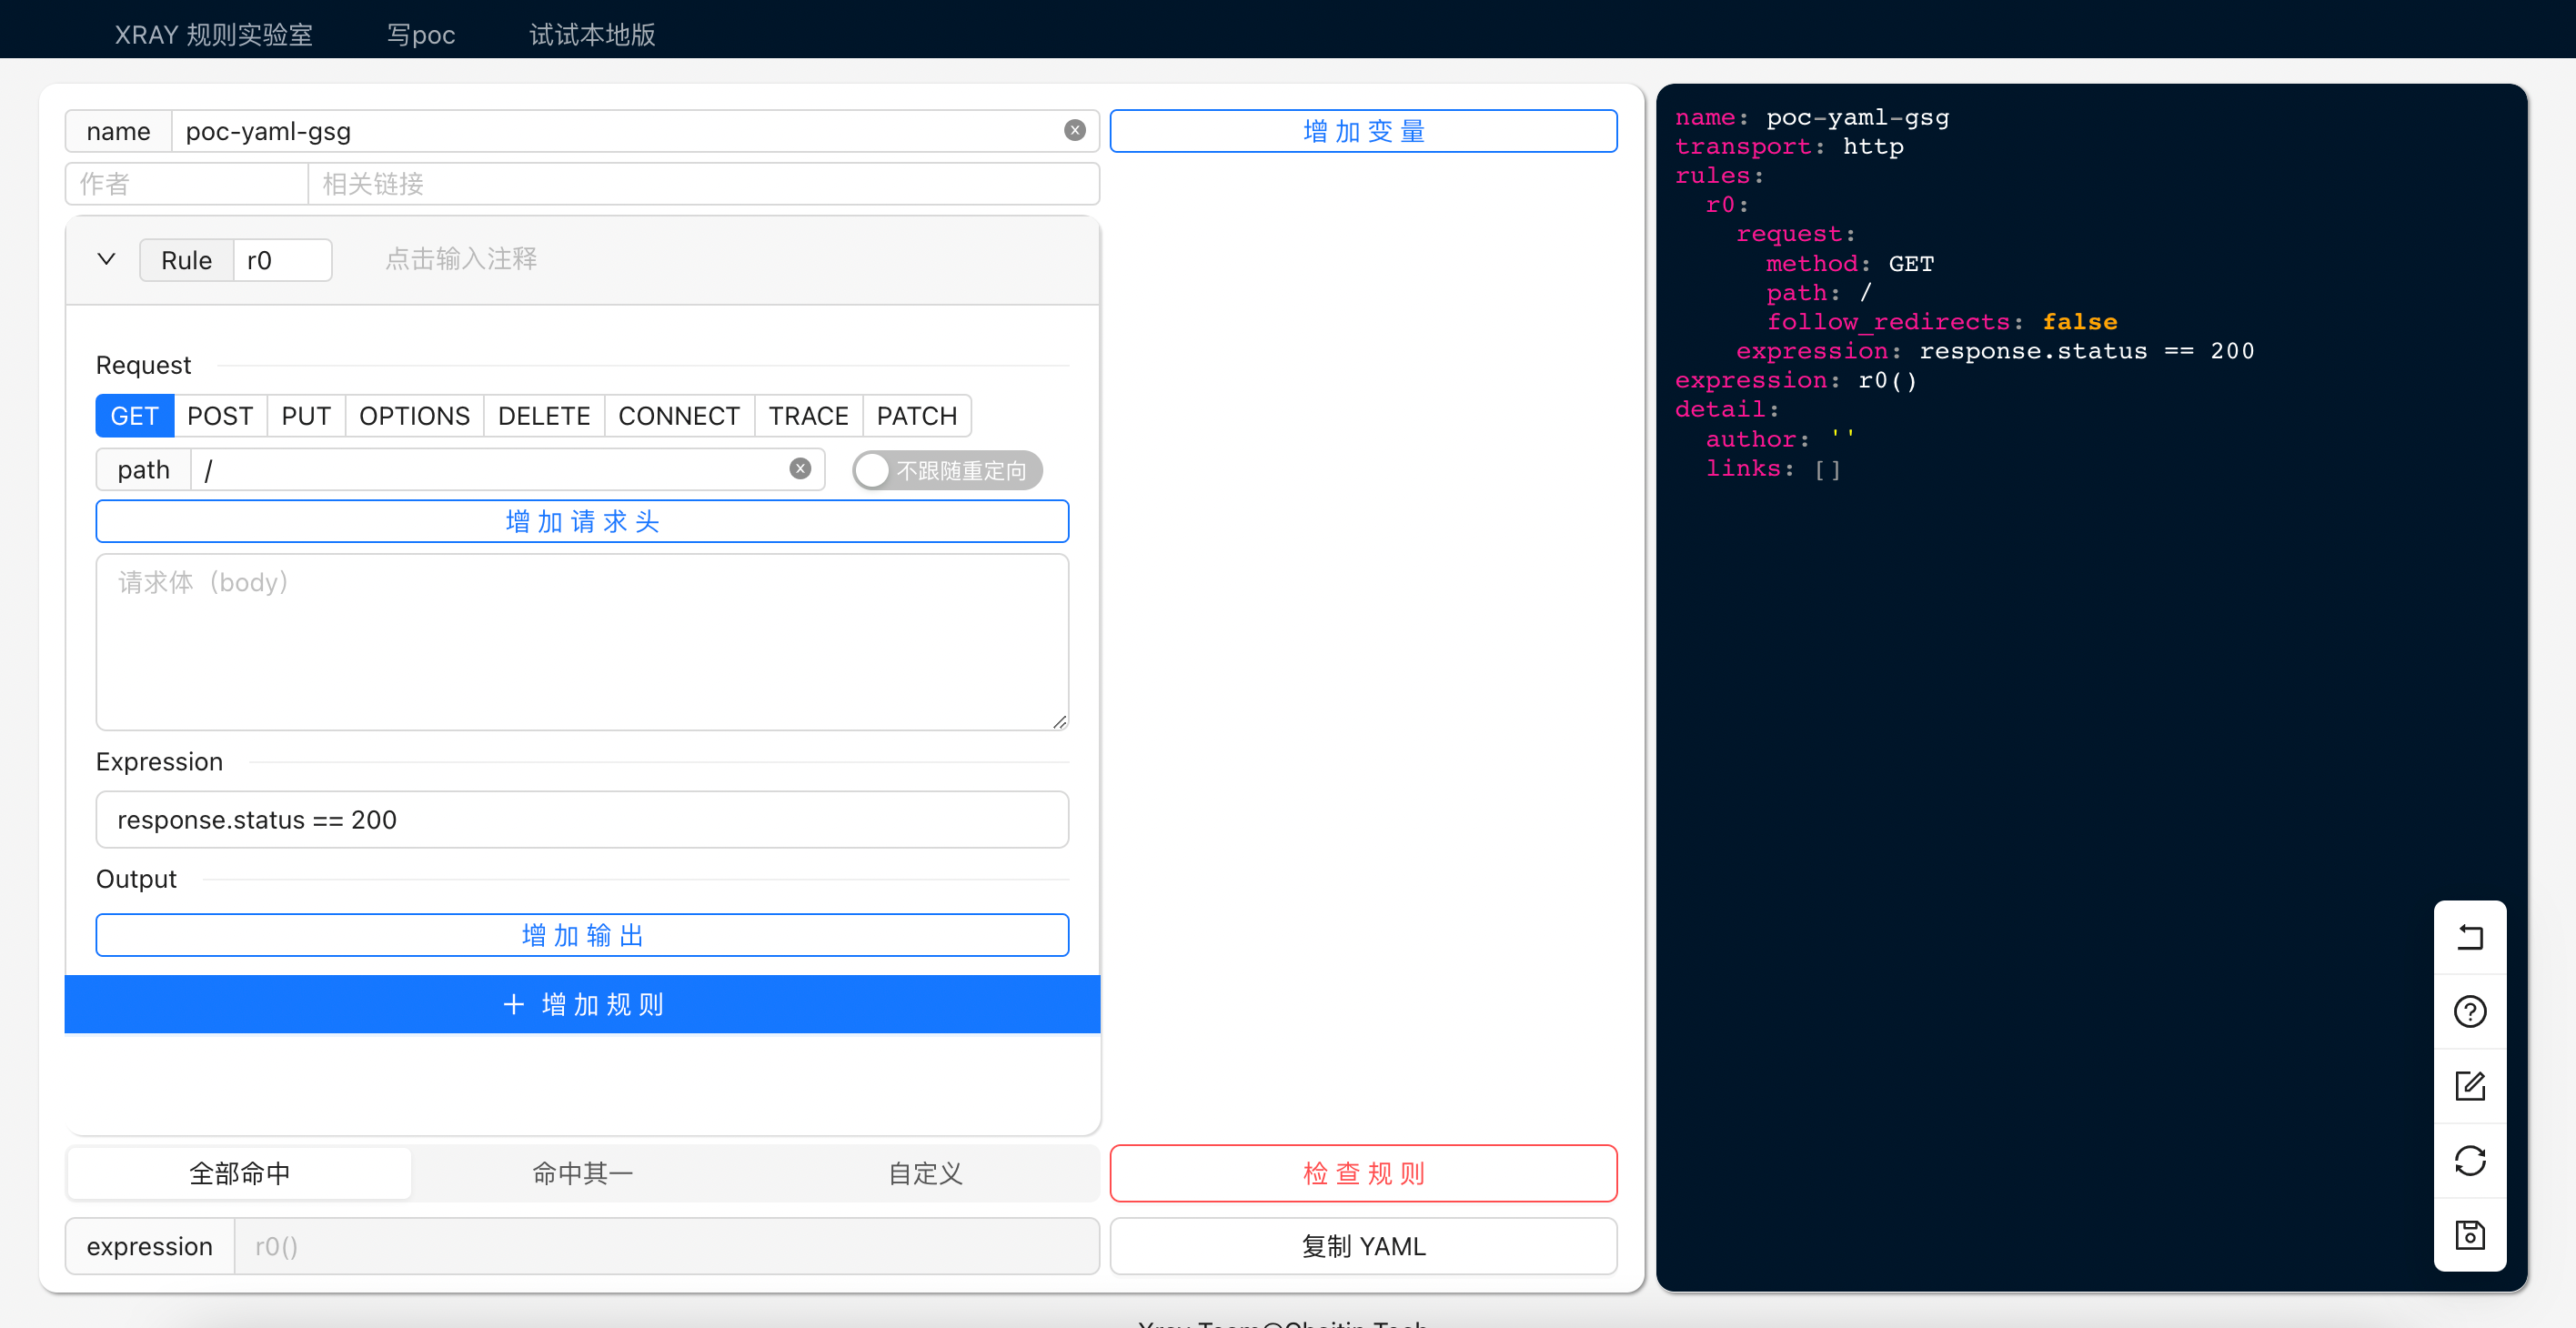 XRAY 规则实验室 写poc 试试本地版
name poc-yaml-gsg
增加变量
作者 相关链接
Rule r0 点击输入注释
Request
GET POST PUT OPTIONS DELETE CONNECT TRACE PATCH
path / 不跟随重定向
增加请求头
请求体（body）
Expression
response.status == 200
Output
增加输出
+ 增加规则
全部命中 命中其一 自定义
检查规则
expression r0()
复制 YAML
name: poc-yaml-gsg
transport: http
rules:
  r0:
    request:
      method: GET
      path: /
      follow_redirects: false
    expression: response.status == 200
expression: r0()
detail:
  author: ''
  links: []
Xray Team@Chaitin Tech